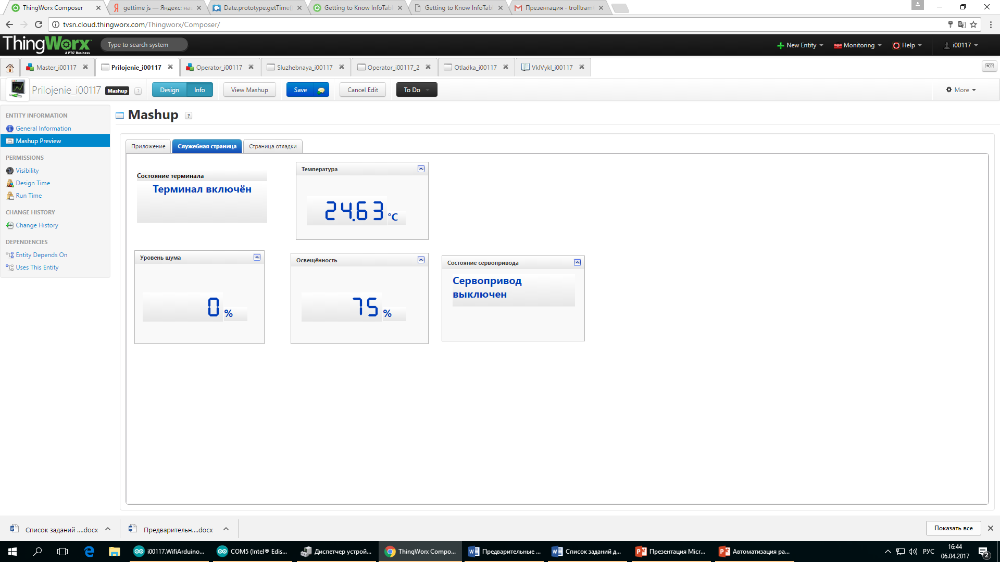 ThingWorx Composer
gettime js — Яндекс: на
Date.prototype.getTime(
Getting to Know InfoTab
Getting to Know InfoTab
Презентация - trolltram
tvsn.cloud.thingworx.com/Thingworx/Composer/
ThingWorx
A PTC Business
Type to search system
New Entity
Monitoring
Help
i00117
Master_i00117
Prilojenie_i00117
Operator_i00117
Sluzhebnaya_i00117
Operator_i00117_2
Otladka_i00117
VklVykl_i00117
Prilojenie_i00117 Mashup ?
Design
Info
View Mashup
Save
Cancel Edit
To Do
More
ENTITY INFORMATION
General Information
Mashup Preview
PERMISSIONS
Visibility
Design Time
Run Time
CHANGE HISTORY
Change History
DEPENDENCIES
Entity Depends On
Uses This Entity
Mashup ?
Приложение
Служебная страница
Страница отладки
Состояние терминала
Терминал включён
Температура
24.63 °C
Уровень шума
0 %
Освещённость
75 %
Состояние сервопривода
Сервопривод
выключен
Список заданий ....docx
Предварительн....docx
Показать все
i00117.WifiArduino...
COM5 (Intel® Edis...
Диспетчер устрой...
ThingWorx Compo...
Предварительные ...
Список заданий д...
Презентация Micr...
Автоматизация ра...
РУС
16:44
06.04.2017
2